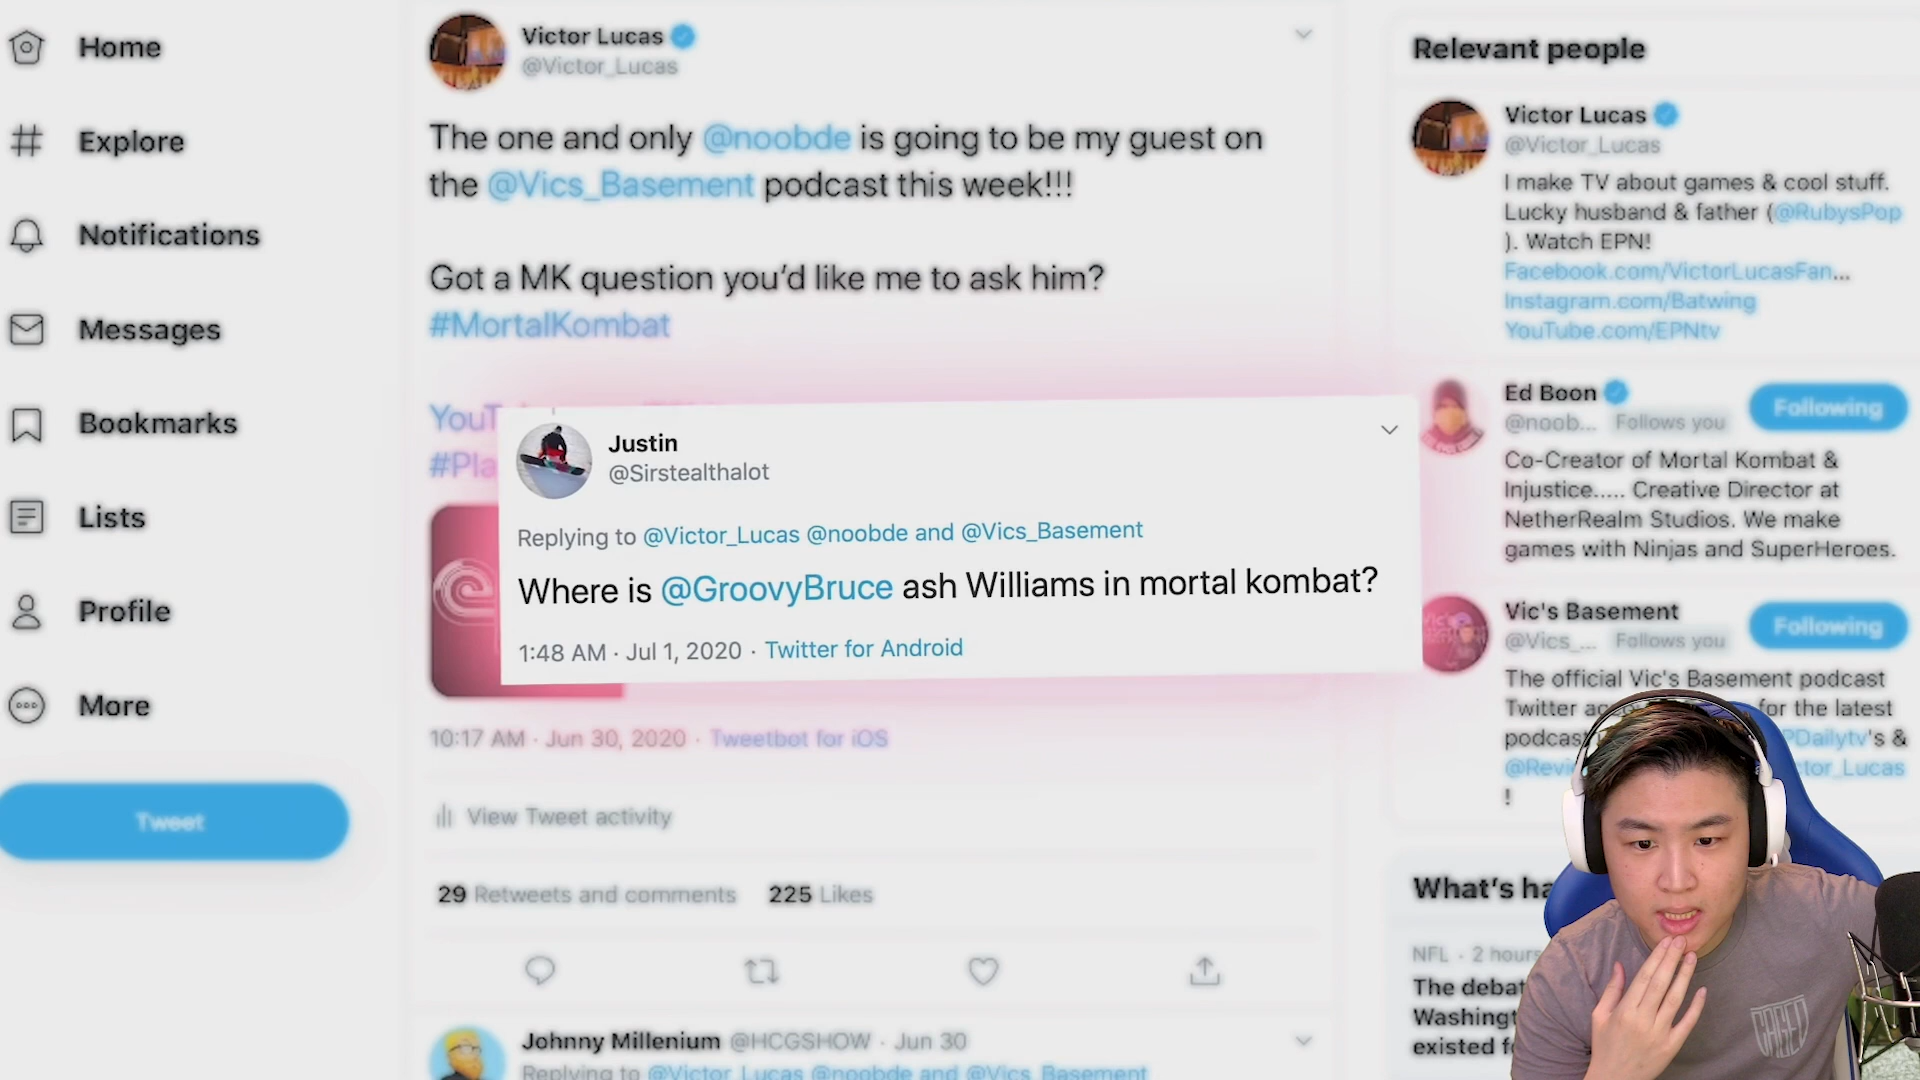 Home
Explore
Notifications
Messages
Bookmarks
Lists
Profile
More
Tweet
Victor Lucas
@Victor_Lucas
The one and only @noobde is going to be my guest on
the @Vics_Basement podcast this week!!!
Got a MK question you'd like me to ask him?
#MortalKombat
Justin
@Sirstealthalot
Replying to @Victor_Lucas @noobde and @Vics_Basement
Where is @GroovyBruce ash Williams in mortal kombat?
1:48 AM · Jul 1, 2020 · Twitter for Android
10:17 AM · Jun 30, 2020 · Tweetbot for iOS
View Tweet activity
29 Retweets and comments 225 Likes
Johnny Millenium @HCGSHOW · Jun 30
Replying to @Victor_Lucas @noobde and @Vics_Basement
Relevant people
Victor Lucas
@Victor_Lucas
I make TV about games & cool stuff.
Lucky husband & father (@RubysPop
). Watch EPN!
Facebook.com/VictorLucasFan...
Instagram.com/Batwing
YouTube.com/EPNtv
Ed Boon
@noob... Follows you
Following
Co-Creator of Mortal Kombat &
Injustice..... Creative Director at
NetherRealm Studios. We make
games with Ninjas and SuperHeroes.
Vic's Basement
@Vics_... Follows you
Following
The official Vic's Basement podcast
Twitter for the latest
podcas PDailytv's &
@Revi ctor_Lucas
!
What's ha
NFL · 2 hours
The debat
Washingt
existed f